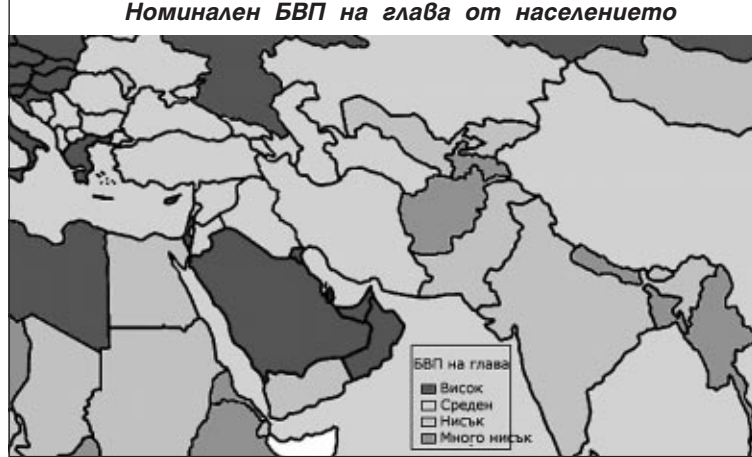 Номинален БВП на глава от населението
БВП на глава
Висок
Среден
Нисък
Много нисък